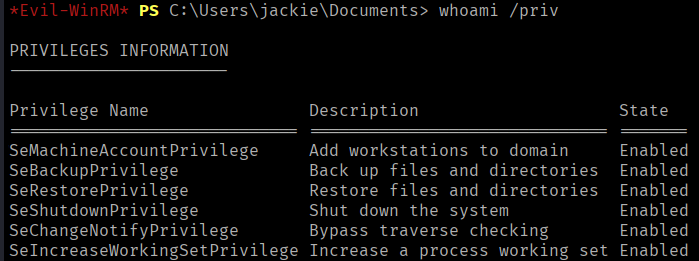 *Evil-WinRM* PS C:\Users\jackie\Documents> whoami /priv
PRIVILEGES INFORMATION
----------------------
Privilege Name Description State
============================= ============================== =======
SeMachineAccountPrivilege Add workstations to domain Enabled
SeBackupPrivilege Back up files and directories Enabled
SeRestorePrivilege Restore files and directories Enabled
SeShutdownPrivilege Shut down the system Enabled
SeChangeNotifyPrivilege Bypass traverse checking Enabled
SeIncreaseWorkingSetPrivilege Increase a process working set Enabled